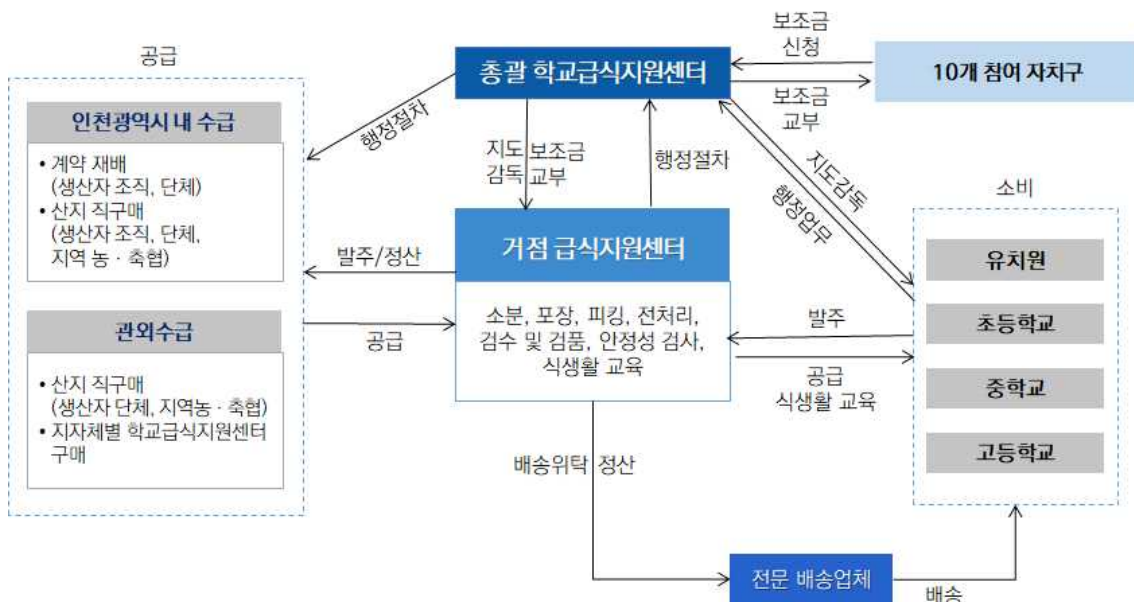 공급
인천광역시 내 수급
• 계약 재배
(생산자 조직, 단체)
• 산지 직구매
(생산자 조직, 단체,
지역 농 · 축협)
관외수급
• 산지 직구매
(생산자 단체, 지역농 · 축협)
• 지자체별 학교급식지원센터
구매
총괄 학교급식지원센터
보조금
신청
10개 참여 자치구
보조금
교부
행정절차
지도
감독
보조금
교부
행정절차
지도감독
행정업무
거점 급식지원센터
소분, 포장, 피킹, 전처리,
검수 및 검품, 안정성 검사,
식생활 교육
발주/정산
공급
발주
공급
식생활 교육
소비
유치원
초등학교
중학교
고등학교
배송위탁
정산
전문 배송업체
배송